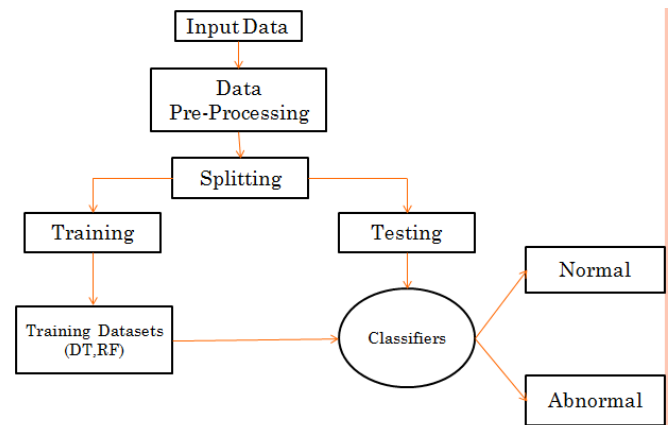 Input Data
Data
Pre-Processing
Splitting
Training
Testing
Normal
Training Datasets
(DT,RF)
Classifiers
Abnormal